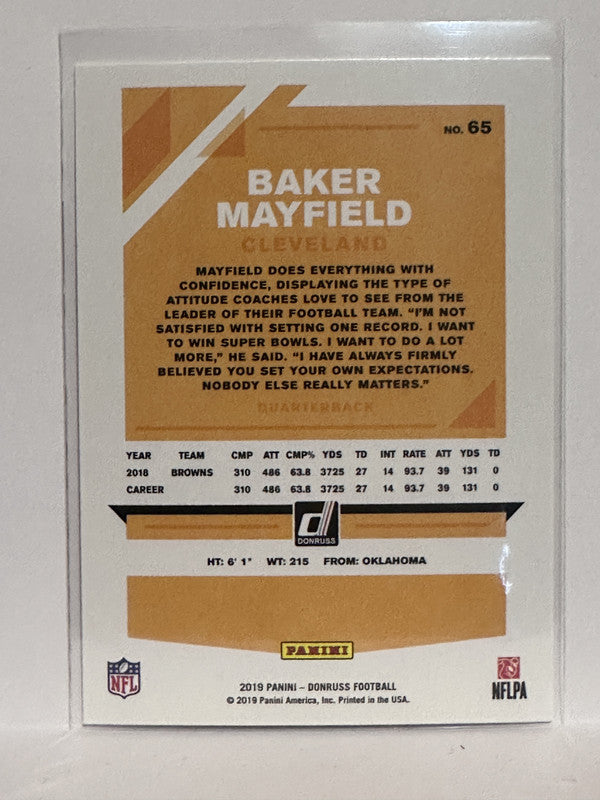 NO. 65
BAKER
MAYFIELD
CLEVELAND
MAYFIELD DOES EVERYTHING WITH
CONFIDENCE, DISPLAYING THE TYPE OF
ATTITUDE COACHES LOVE TO SEE FROM THE
LEADER OF THEIR FOOTBALL TEAM. “I’M NOT
SATISFIED WITH SETTING ONE RECORD. I WANT
TO WIN SUPER BOWLS. I WANT TO DO A LOT
MORE,” HE SAID. “I HAVE ALWAYS FIRMLY
BELIEVED YOU SET YOUR OWN EXPECTATIONS.
NOBODY ELSE REALLY MATTERS.”
QUARTERBACK
YEAR TEAM CMP ATT CMP% YDS TD INT RATE ATT YDS TD
2018 BROWNS 310 486 63.8 3725 27 14 93.7 39 131 0
CAREER 310 486 63.8 3725 27 14 93.7 39 131 0
d
DONRUSS
HT: 6' 1" WT: 215 FROM: OKLAHOMA
PANINI
NFL
2019 PANINI – DONRUSS FOOTBALL
© 2019 Panini America, Inc. Printed in the USA.
NFLPA